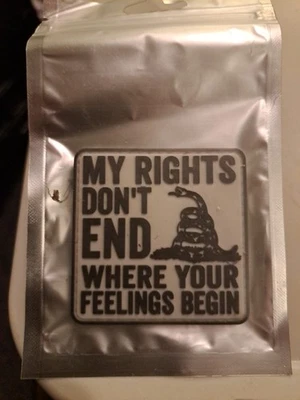 MY RIGHTS
DON'T
END
WHERE YOUR
FEELINGS BEGIN